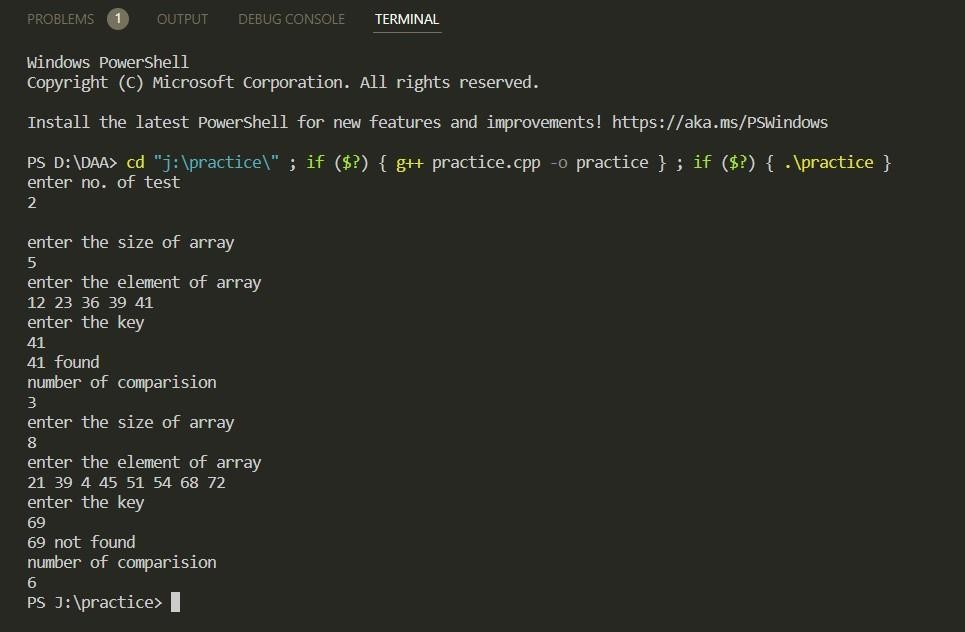 PROBLEMS 1 OUTPUT DEBUG CONSOLE TERMINAL
Windows PowerShell
Copyright (C) Microsoft Corporation. All rights reserved.
Install the latest PowerShell for new features and improvements! https://aka.ms/PSWindows
PS D:\DAA> cd "j:\practice\" ; if ($?) { g++ practice.cpp -o practice } ; if ($?) { .\practice }
enter no. of test
2
enter the size of array
5
enter the element of array
12 23 36 39 41
enter the key
41
41 found
number of comparision
3
enter the size of array
8
enter the element of array
21 39 4 45 51 54 68 72
enter the key
69
69 not found
number of comparision
6
PS J:\practice>